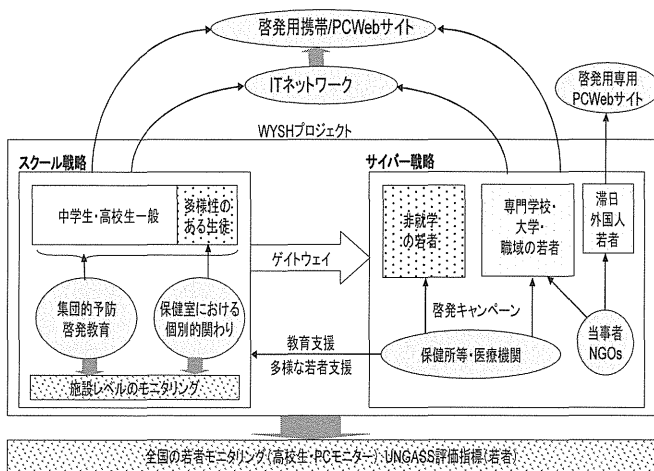 啓発用携帯/PCWebサイト
ITネットワーク
啓発用専用
PCWebサイト
WYSHプロジェクト
スクール戦略
サイバー戦略
中学生・高校生一般
多様性の
ある生徒
非就学
の若者
専門学校・
大学・
職域の若者
滞日
外国人
若者
ゲイトウェイ
集団的予防
啓発教育
保健室における
個別的関わり
啓発キャンペーン
教育支援
多様な若者支援
保健所等・医療機関
当事者
NGOs
施設レベルのモニタリング
全国の若者モニタリング(高校生・PCモニター):UNGASS評価指標(若者)